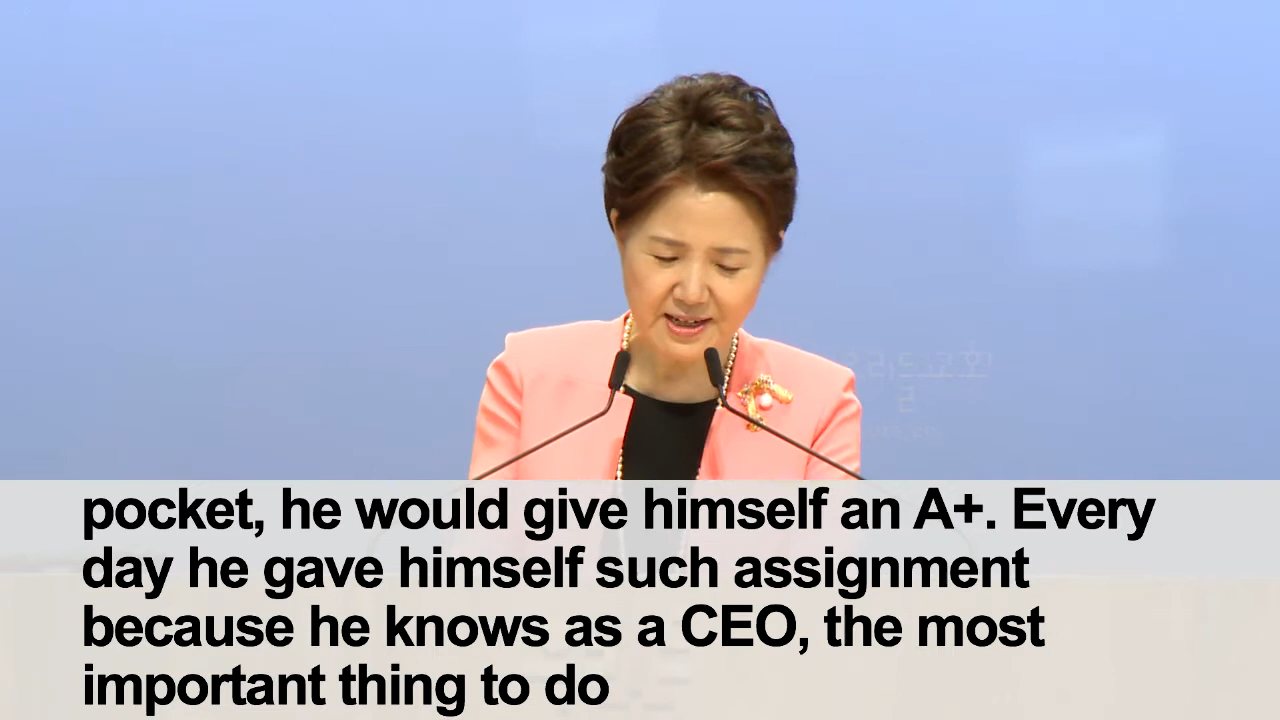 pocket, he would give himself an A+. Every
day he gave himself such assignment
because he knows as a CEO, the most
important thing to do